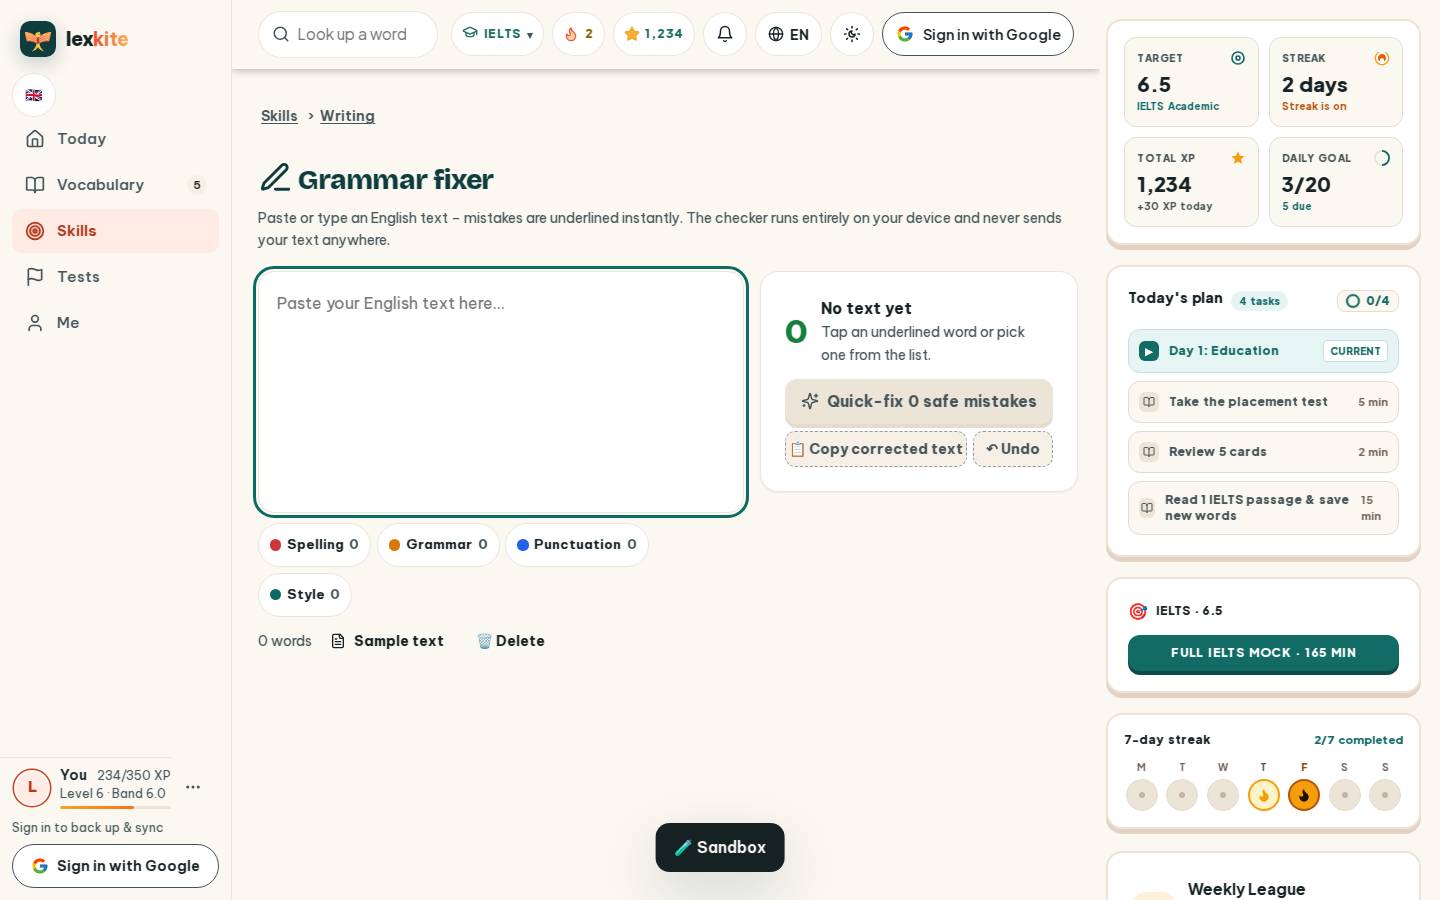 lexkite
Today
Vocabulary 5
Skills
Tests
Me
L
You 234/350 XP
Level 6 · Band 6.0
Sign in to back up & sync
Sign in with Google
Look up a word
IELTS ▾
2
1,234
EN
Sign in with Google
Skills › Writing
Grammar fixer
Paste or type an English text – mistakes are underlined instantly. The checker runs entirely on your device and never sends
your text anywhere.
Paste your English text here...
0
No text yet
Tap an underlined word or pick
one from the list.
Quick-fix 0 safe mistakes
📋 Copy corrected text
↶ Undo
Spelling 0
Grammar 0
Punctuation 0
Style 0
0 words
Sample text
🗑️ Delete
🧪 Sandbox
TARGET
6.5
IELTS Academic
STREAK
2 days
Streak is on
TOTAL XP
1,234
+30 XP today
DAILY GOAL
3/20
5 due
Today's plan 4 tasks 0/4
Day 1: Education CURRENT
Take the placement test 5 min
Review 5 cards 2 min
Read 1 IELTS passage & save 15
new words min
🎯 IELTS · 6.5
FULL IELTS MOCK · 165 MIN
7-day streak 2/7 completed
M T W T F S S
Weekly League